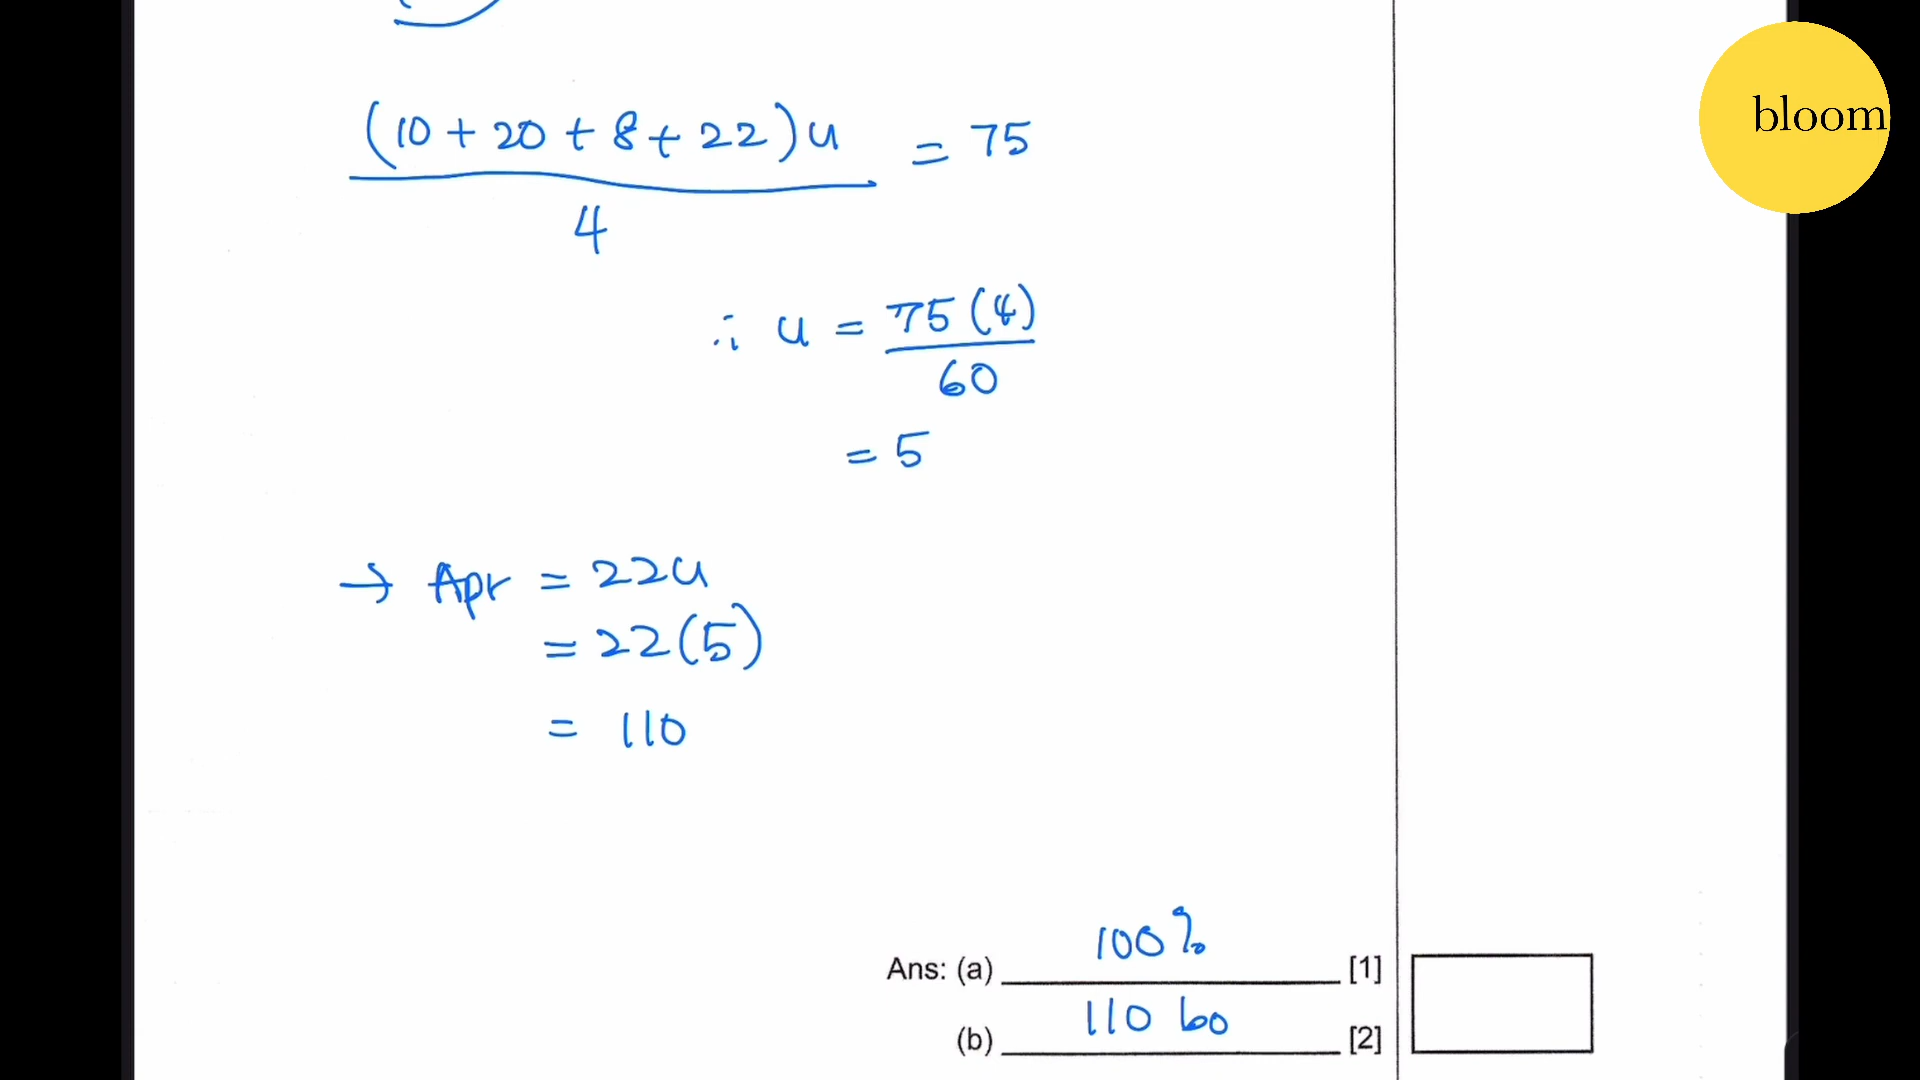 bloom
(10 + 20 + 8 + 22)u = 75
4
∴ u = 75(4)
60
= 5
→ Apr = 22u
= 22(5)
= 110
Ans: (a) 100% [1]
(b) 110 [2]